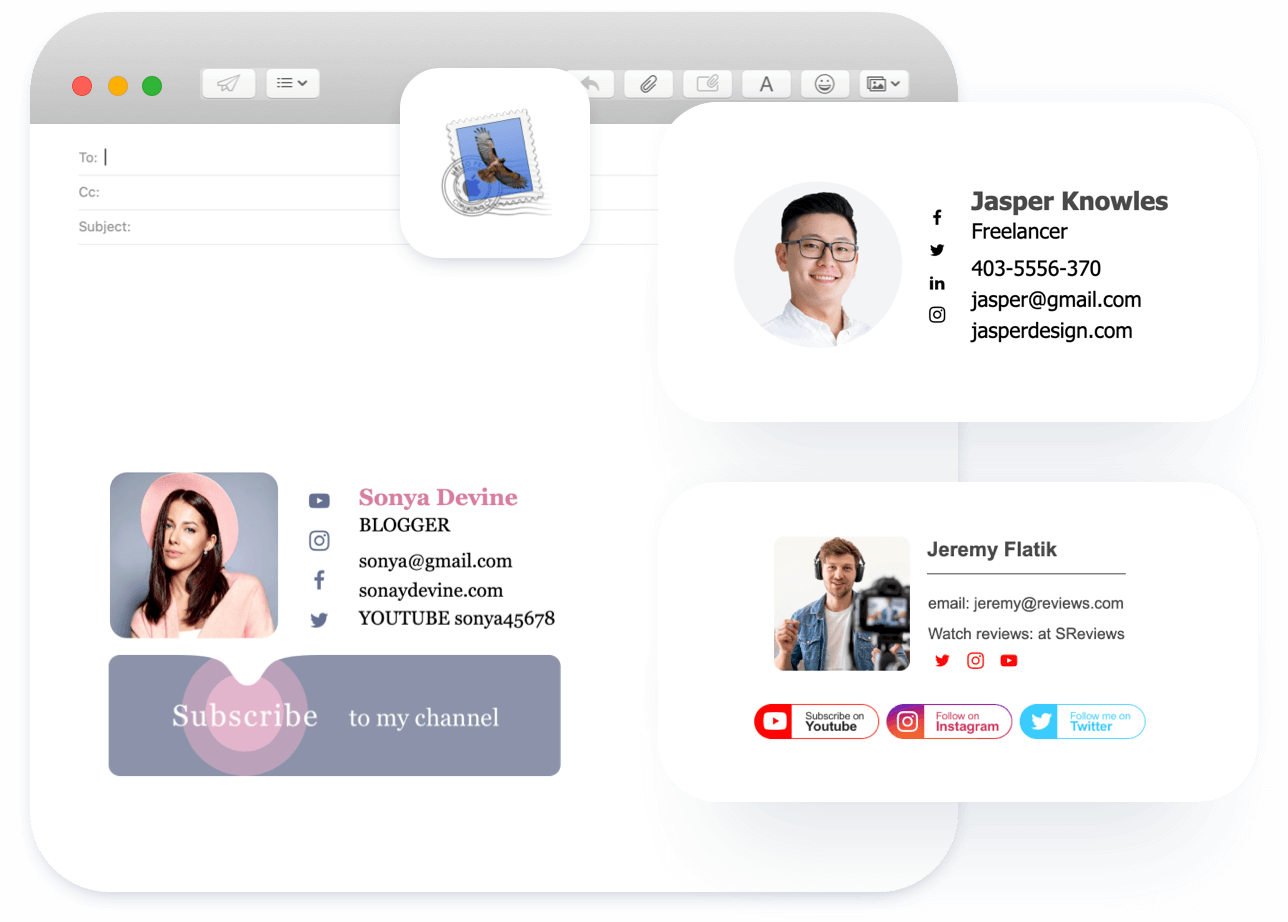 To:
Cc:
Subject:
Jasper Knowles
Freelancer
403-5556-370
jasper@gmail.com
jasperdesign.com
Sonya Devine
BLOGGER
sonya@gmail.com
sonaydevine.com
YOUTUBE sonya45678
Subscribe to my channel
Jeremy Flatik
email: jeremy@reviews.com
Watch reviews: at SReviews
Subscribe on
Youtube
Follow on
Instagram
Follow me on
Twitter